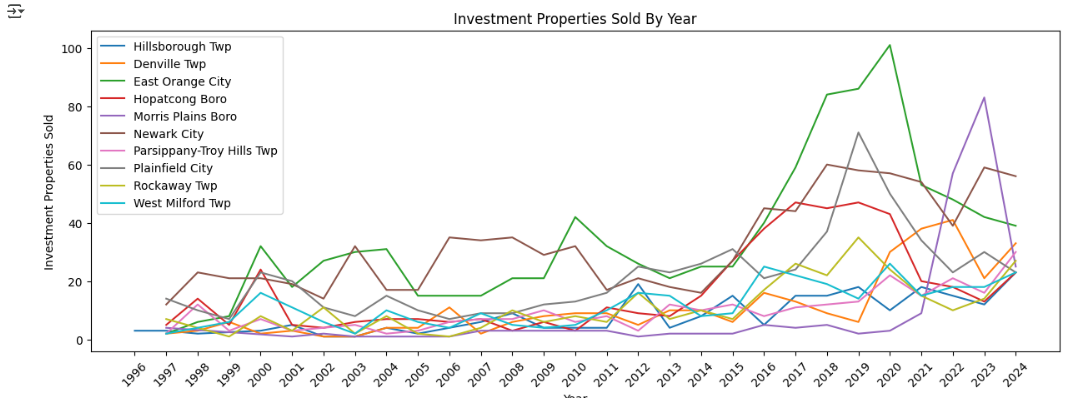 Investment Properties Sold By Year
Investment Properties Sold
100
80
60
40
20
0
Hillsborough Twp
Denville Twp
East Orange City
Hopatcong Boro
Morris Plains Boro
Newark City
Parsippany-Troy Hills Twp
Plainfield City
Rockaway Twp
West Milford Twp
1996 1997 1998 1999 2000 2001 2002 2003 2004 2005 2006 2007 2008 2009 2010 2011 2012 2013 2014 2015 2016 2017 2018 2019 2020 2021 2022 2023 2024
Year